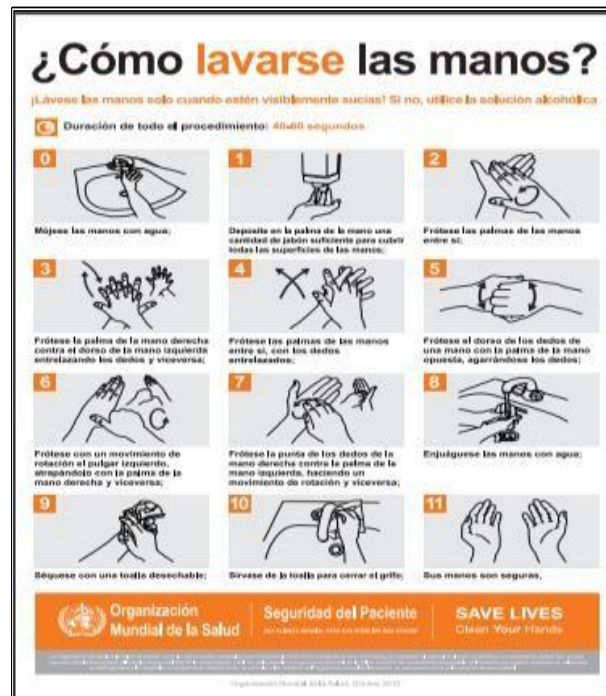 ¿Cómo lavarse las manos?
¡Lávese las manos solo cuando estén visiblemente sucias! Si no, utilice la solución alcohólica
Duración de todo el procedimiento: 40-60 segundos
0
Mójese las manos con agua;
1
Deposite en la palma de la mano una
cantidad de jabón suficiente para cubrir
todas las superficies de las manos;
2
Frótese las palmas de las manos
entre sí;
3
Frótese la palma de la mano derecha
contra el dorso de la mano izquierda
entrelazando los dedos y viceversa;
4
Frótese las palmas de las manos
entre sí, con los dedos
entrelazados;
5
Frótese el dorso de los dedos de
una mano con la palma de la mano
opuesta, agarrándose los dedos;
6
Frótese con un movimiento de
rotación el pulgar izquierdo,
atrapándolo con la palma de la
mano derecha y viceversa;
7
Frótese la punta de los dedos de la
mano derecha contra la palma de la
mano izquierda, haciendo un
movimiento de rotación y viceversa;
8
Enjuáguese las manos con agua;
9
Séquese con una toalla desechable;
10
Sírvase de la toalla para cerrar el grifo;
11
Sus manos son seguras.
Organización
Mundial de la Salud
Seguridad del Paciente
SAVE LIVES
Clean Your Hands
Organización Mundial de la Salud, Octubre 2010